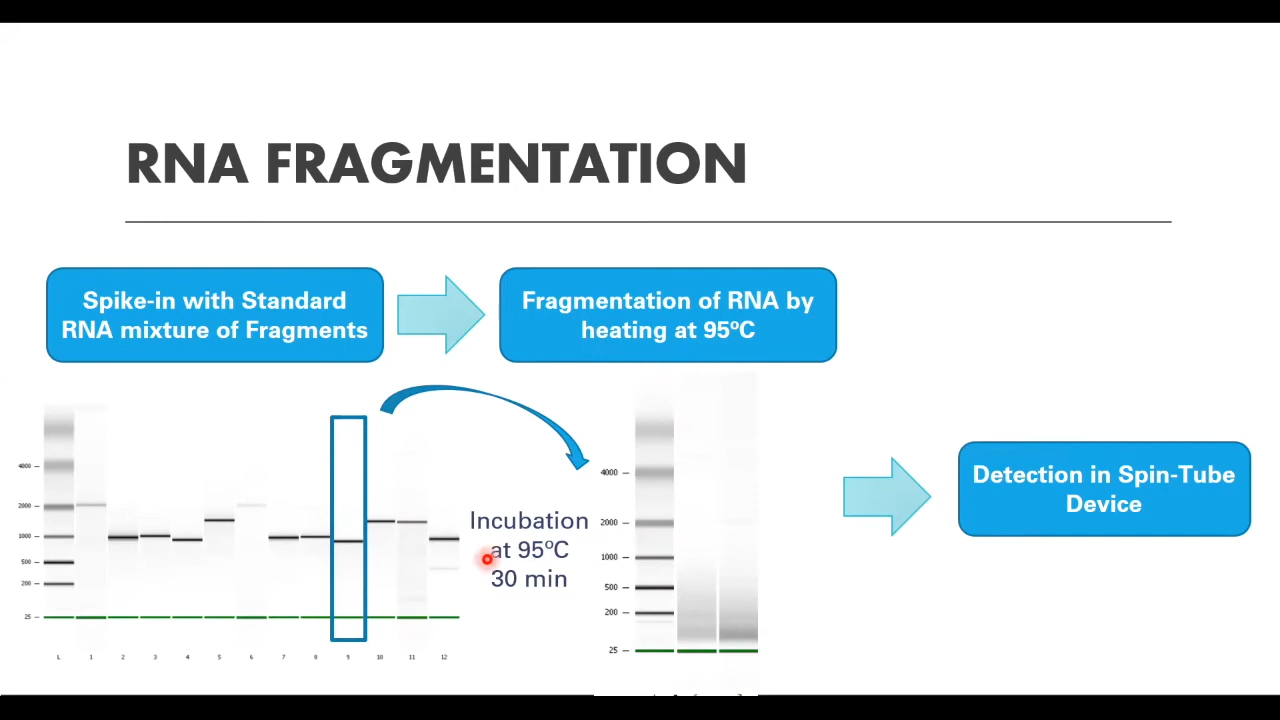 RNA FRAGMENTATION
Spike-in with Standard
RNA mixture of Fragments
Fragmentation of RNA by
heating at 95ºC
4000
2000
1000
500
200
25
L 1 2 3 4 5 6 7 8 9 10 11 12
Incubation
at 95ºC
30 min
4000
2000
1000
500
200
25
Detection in Spin-Tube
Device